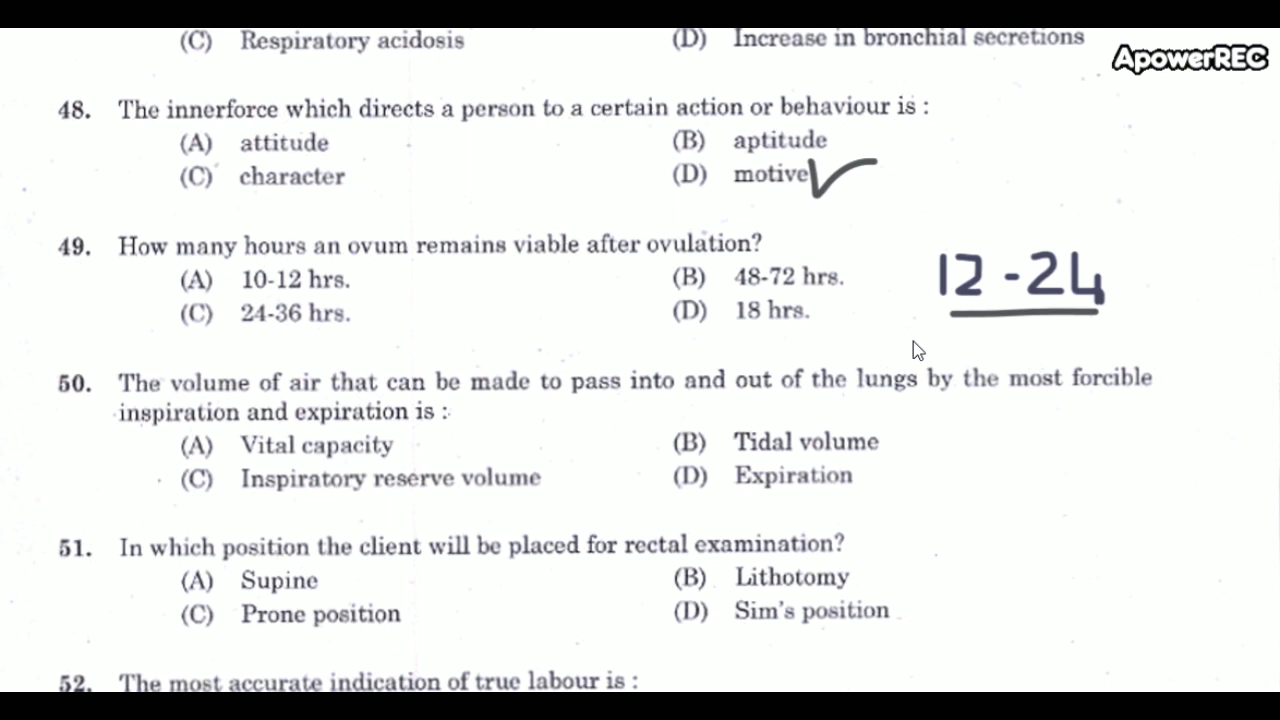 (C) Respiratory acidosis (D) Increase in bronchial secretions
ApowerREC
48. The innerforce which directs a person to a certain action or behaviour is :
(A) attitude (B) aptitude
(C) character (D) motive
49. How many hours an ovum remains viable after ovulation?
(A) 10-12 hrs. (B) 48-72 hrs.
12-24
(C) 24-36 hrs. (D) 18 hrs.
50. The volume of air that can be made to pass into and out of the lungs by the most forcible
inspiration and expiration is :
(A) Vital capacity (B) Tidal volume
(C) Inspiratory reserve volume (D) Expiration
51. In which position the client will be placed for rectal examination?
(A) Supine (B) Lithotomy
(C) Prone position (D) Sim's position
52. The most accurate indication of true labour is :